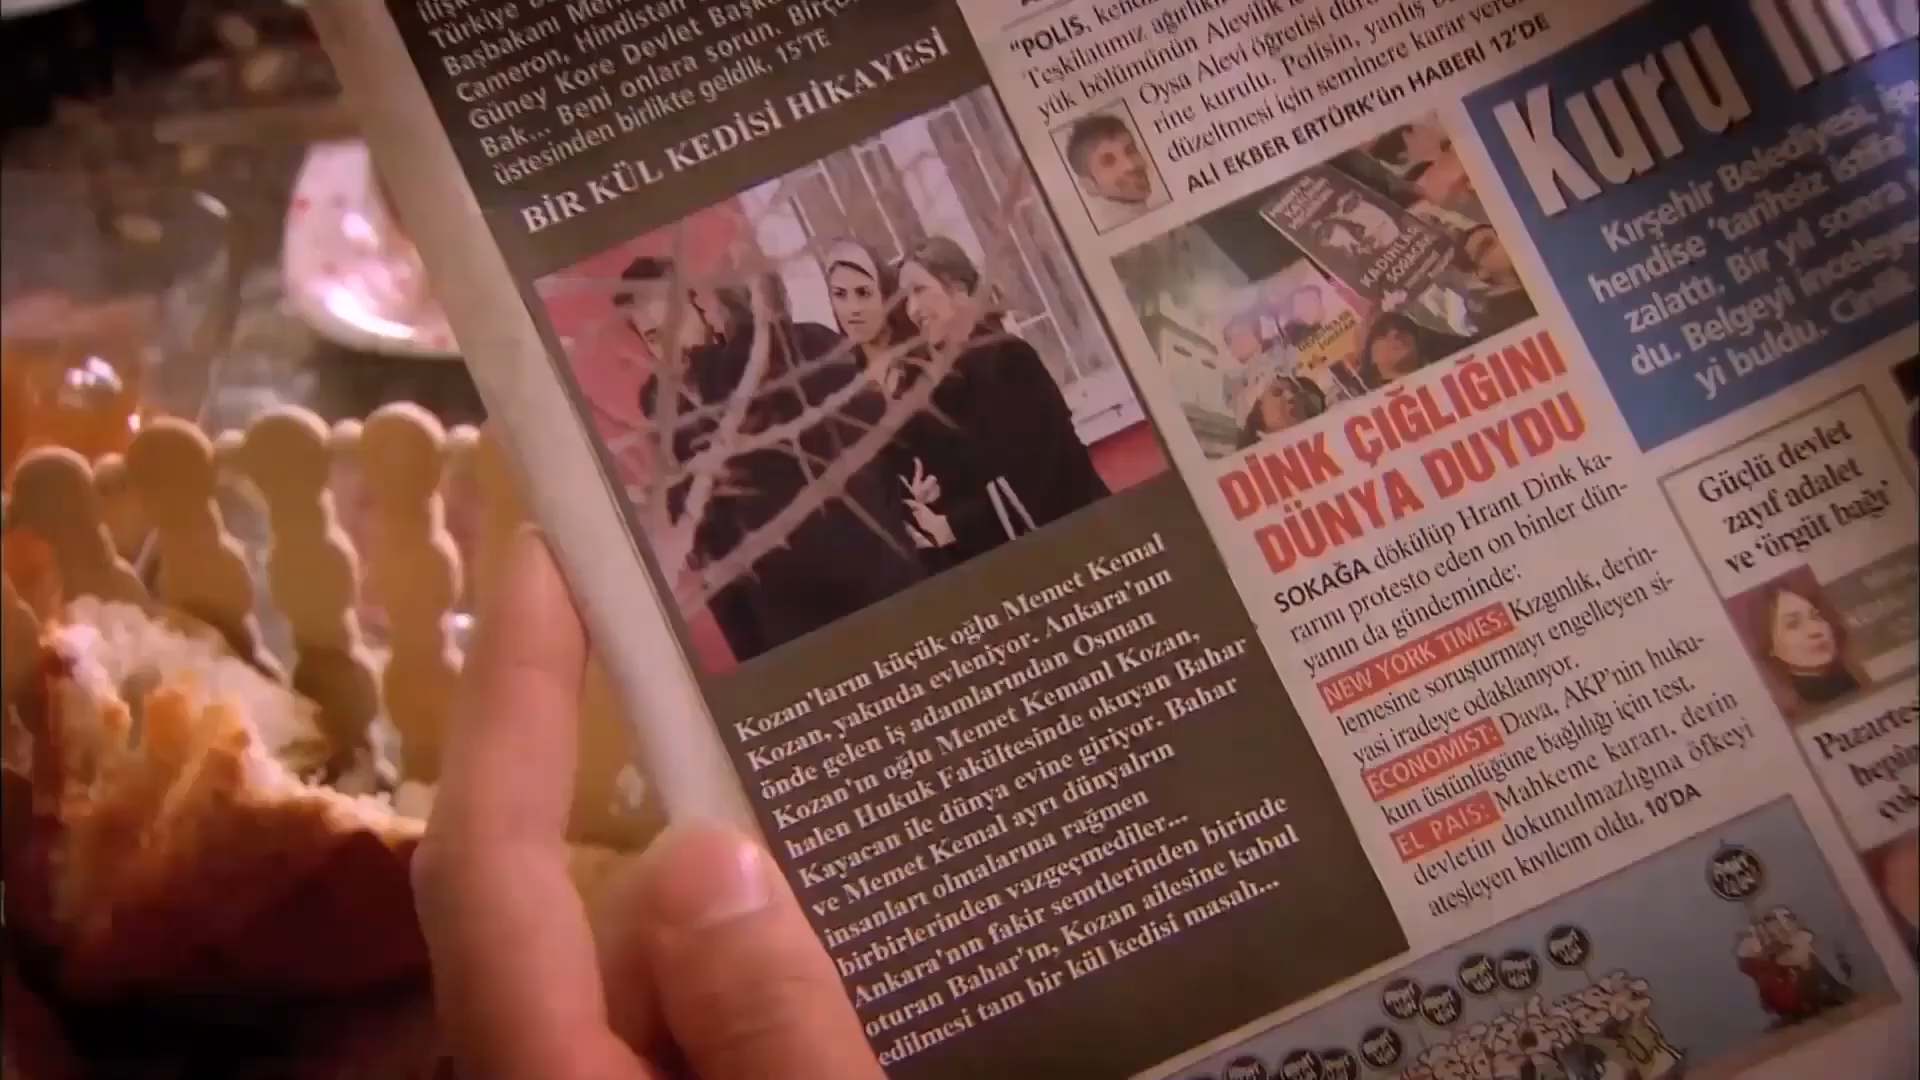 Türkiye
Başbakanı
Cameron, Hindistan
Güney Kore Devlet
Bak... Beni onlara sorun.
üstesinden birlikte geldik, 15'TE
BİR KÜL KEDİSİ HİKAYESİ
Kozan'ların küçük oğlu Memet Kemal
Kozan, yakında evleniyor. Ankara'nın
önde gelen iş adamlarından Osman
Kozan'ın oğlu Memet Kemanl Kozan,
halen Hukuk Fakültesinde okuyan Bahar
Kayacan ile dünya evine giriyor. Bahar
ve Memet Kemal ayrı dünyalrın
insanları olmalarına rağmen
birbirlerinden vazgeçmediler...
Ankara'nın fakir semtlerinden birinde
oturan Bahar'ın, Kozan ailesine kabul
edilmesi tam bir kül kedisi masalı...
"POLİS,
Teşkilatımız
yük bölümünün Alevilik
Oysa Alevi öğretisi
rine kurulu. Polisin, yanlış
düzeltmesi için seminere karar
ALİ EKBER ERTÜRK'ün HABERİ 12'DE
DİNK ÇIĞLIĞINI
DÜNYA DUYDU
SOKAĞA dökülüp Hrant Dink ka-
rarını protesto eden on binler dün-
yanın da gündeminde:
NEW YORK TIMES: Kızgınlık, derin-
lemesine soruşturmayı engelleyen si-
yasi iradeye odaklanıyor.
ECONOMIST: Dava, AKP'nin huku-
kun üstünlüğüne bağlılığı için test.
EL PAIS: Mahkeme kararı, derin
devletin dokunulmazlığına öfkeyi
ateşleyen kıvılcım oldu. 10'DA
Kuru
Kırşehir Belediyesi,
hendise 'tarihsiz
zalattı. Bir yıl sonra
du. Belgeyi
yi buldu.
Güçlü devlet
zayıf adalet
ve 'örgüt bağı'